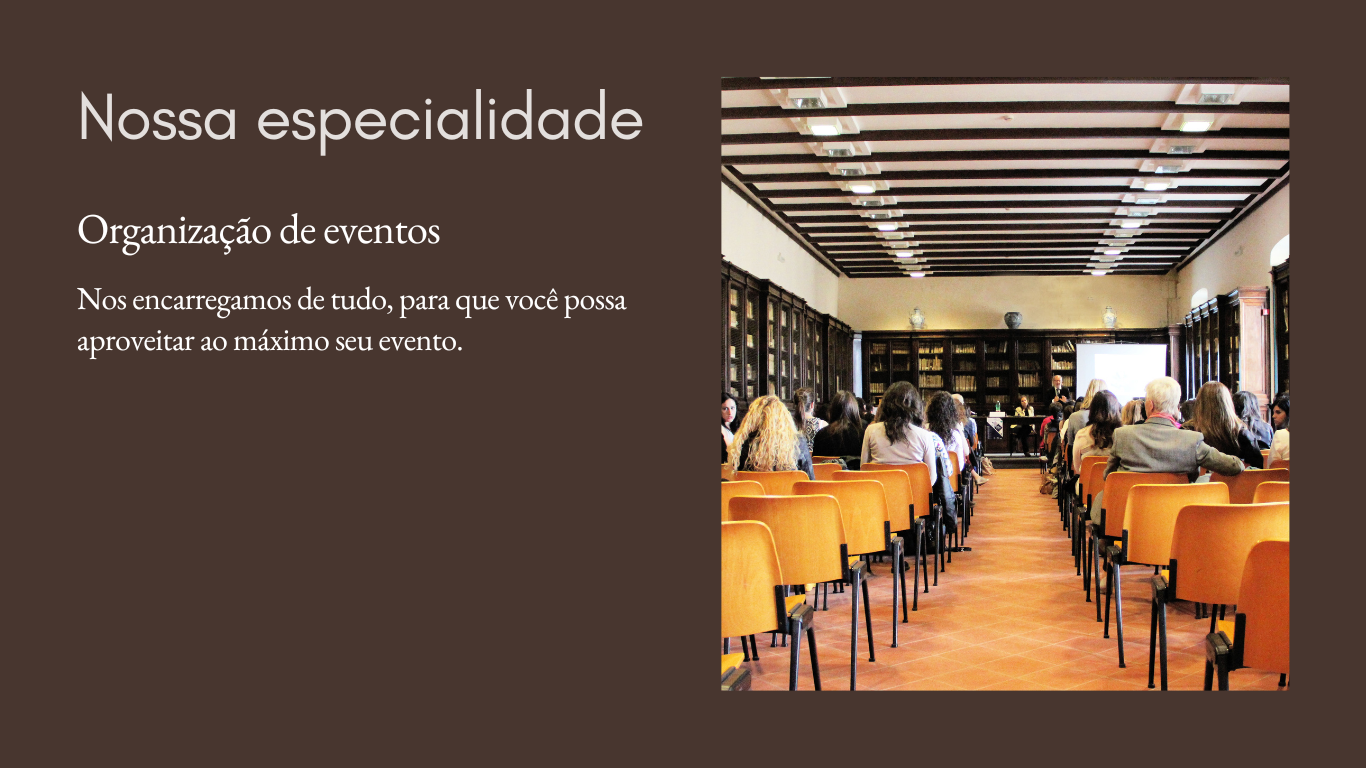 Nossa especialidade
Organização de eventos
Nos encarregamos de tudo, para que você possa
aproveitar ao máximo seu evento.